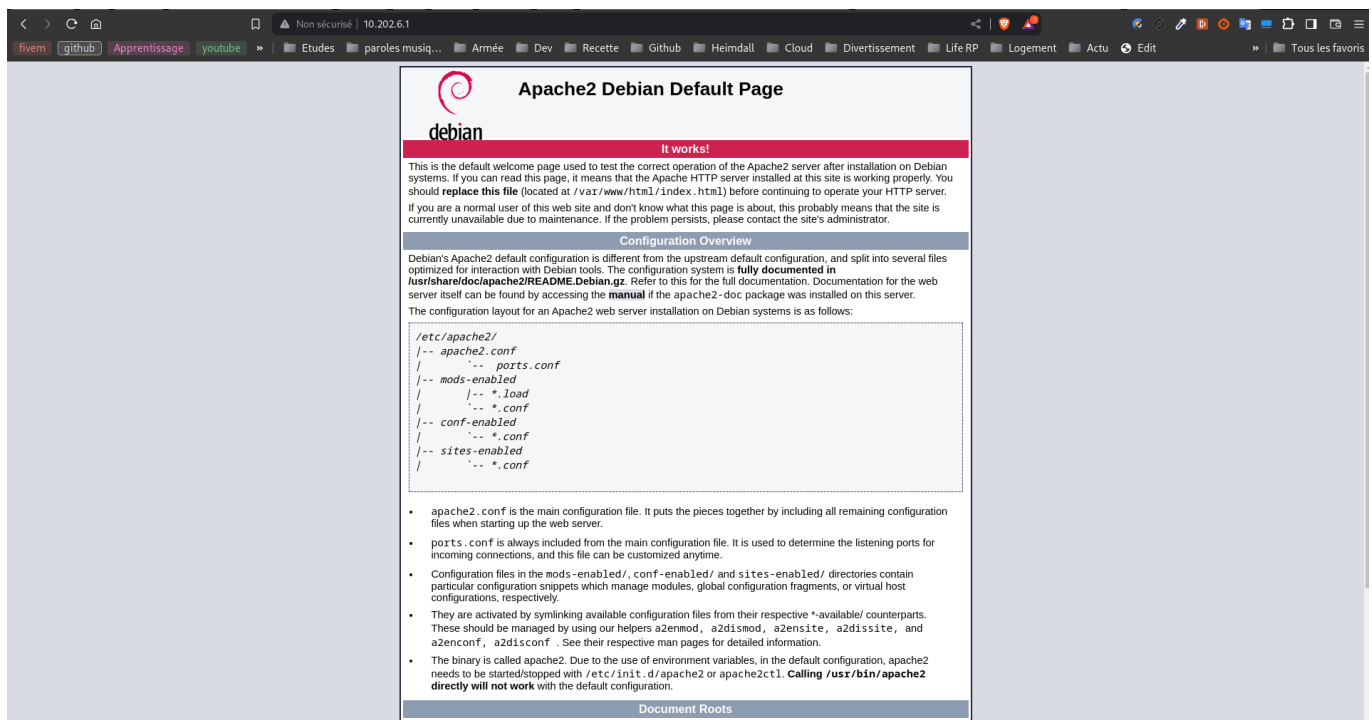 Non sécurisé 10.202.6.1
fivem github Apprentissage youtube » Etudes paroles musiq... Armée Dev Recette Github Heimdall Cloud Divertissement Life RP Logement Actu Edit » Tous les favoris
Apache2 Debian Default Page
debian
It works!
This is the default welcome page used to test the correct operation of the Apache2 server after installation on Debian
systems. If you can read this page, it means that the Apache HTTP server installed at this site is working properly. You
should replace this file (located at /var/www/html/index.html) before continuing to operate your HTTP server.
If you are a normal user of this web site and don't know what this page is about, this probably means that the site is
currently unavailable due to maintenance. If the problem persists, please contact the site's administrator.
Configuration Overview
Debian's Apache2 default configuration is different from the upstream default configuration, and split into several files
optimized for interaction with Debian tools. The configuration system is fully documented in
/usr/share/doc/apache2/README.Debian.gz. Refer to this for the full documentation. Documentation for the web
server itself can be found by accessing the manual if the apache2-doc package was installed on this server.
The configuration layout for an Apache2 web server installation on Debian systems is as follows:
/etc/apache2/
|-- apache2.conf
|       `--  ports.conf
|-- mods-enabled
|       |-- *.load
|       `-- *.conf
|-- conf-enabled
|       `-- *.conf
|-- sites-enabled
|       `-- *.conf
• apache2.conf is the main configuration file. It puts the pieces together by including all remaining configuration
files when starting up the web server.
• ports.conf is always included from the main configuration file. It is used to determine the listening ports for
incoming connections, and this file can be customized anytime.
• Configuration files in the mods-enabled/, conf-enabled/ and sites-enabled/ directories contain
particular configuration snippets which manage modules, global configuration fragments, or virtual host
configurations, respectively.
• They are activated by symlinking available configuration files from their respective *-available/ counterparts.
These should be managed by using our helpers a2enmod, a2dismod, a2ensite, a2dissite, and
a2enconf, a2disconf . See their respective man pages for detailed information.
• The binary is called apache2. Due to the use of environment variables, in the default configuration, apache2
needs to be started/stopped with /etc/init.d/apache2 or apache2ctl. Calling /usr/bin/apache2
directly will not work with the default configuration.
Document Roots